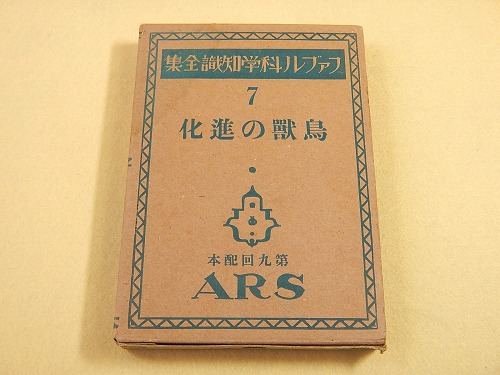 ファブル科学知識全集
7
鳥獸の進化
第九回配本
ARS